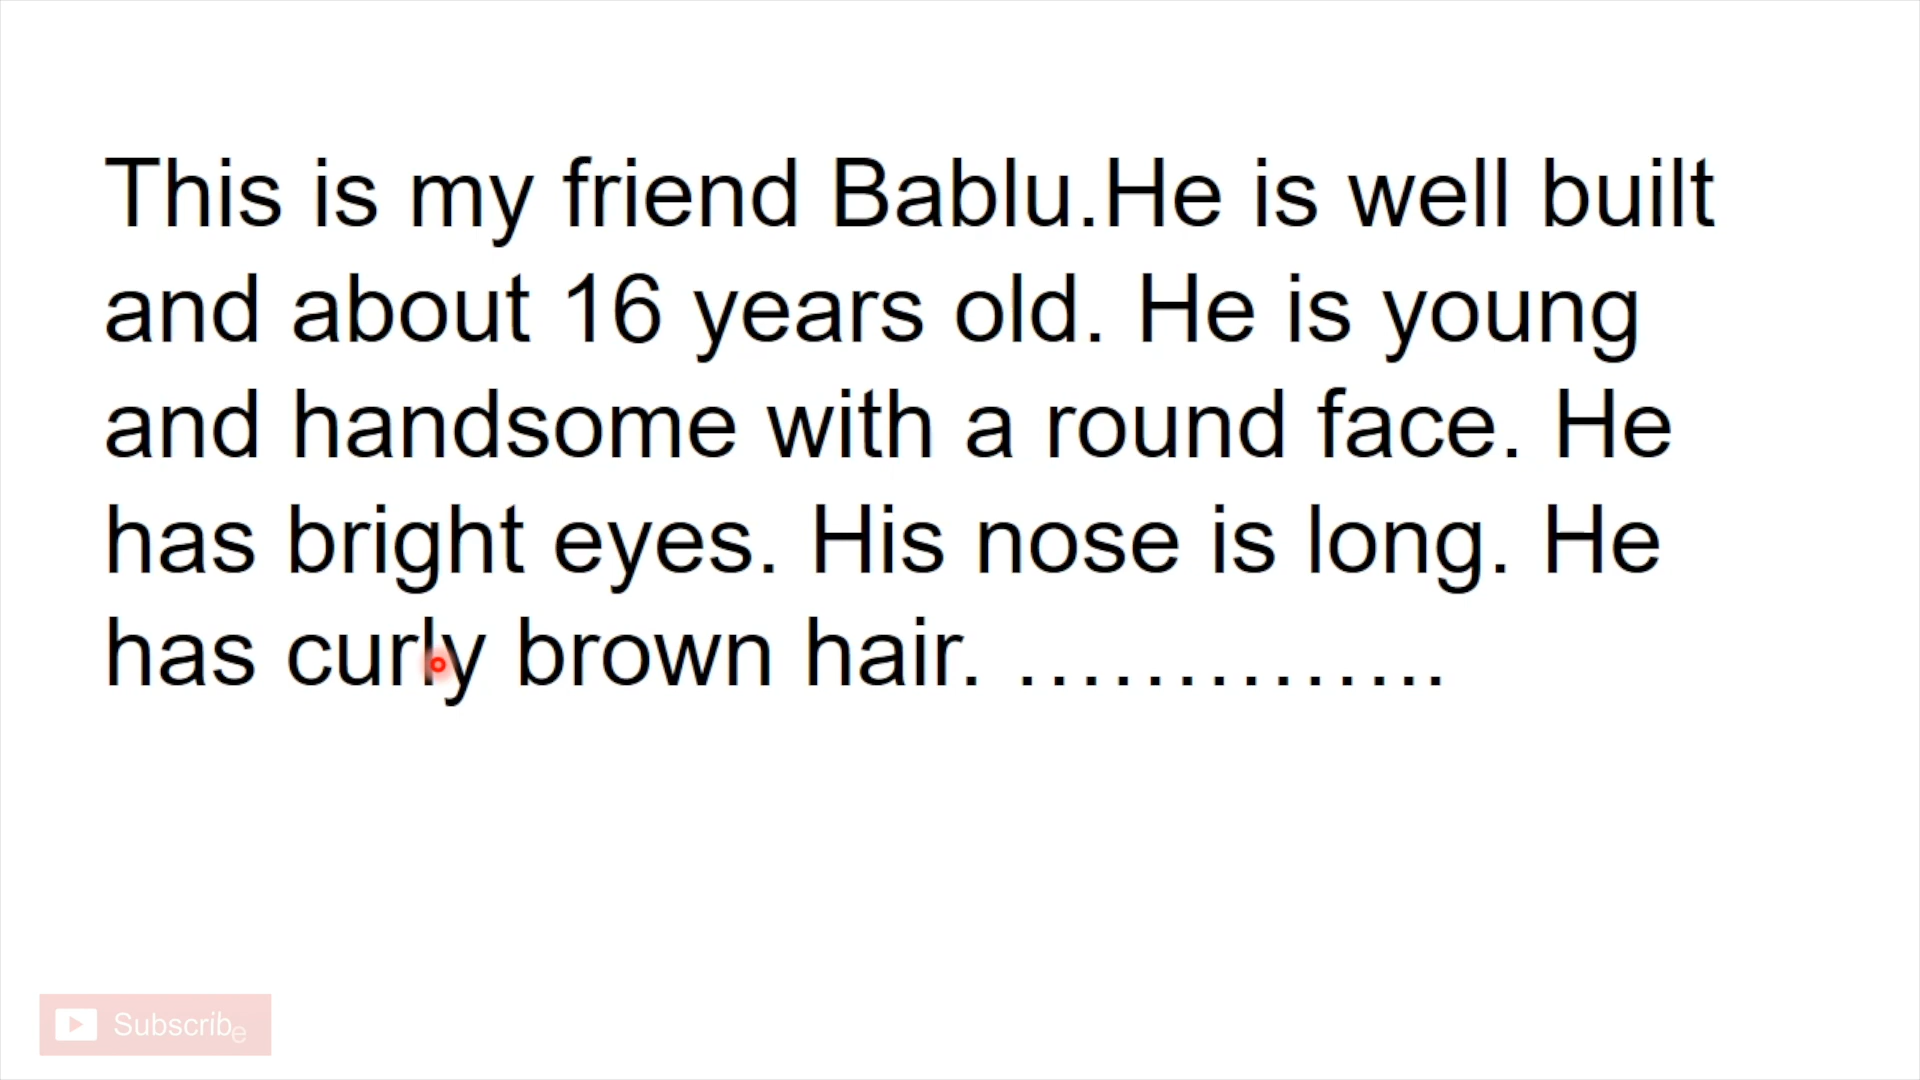 This is my friend Bablu.He is well built
and about 16 years old. He is young
and handsome with a round face. He
has bright eyes. His nose is long. He
has curly brown hair. …………..
Subscribe